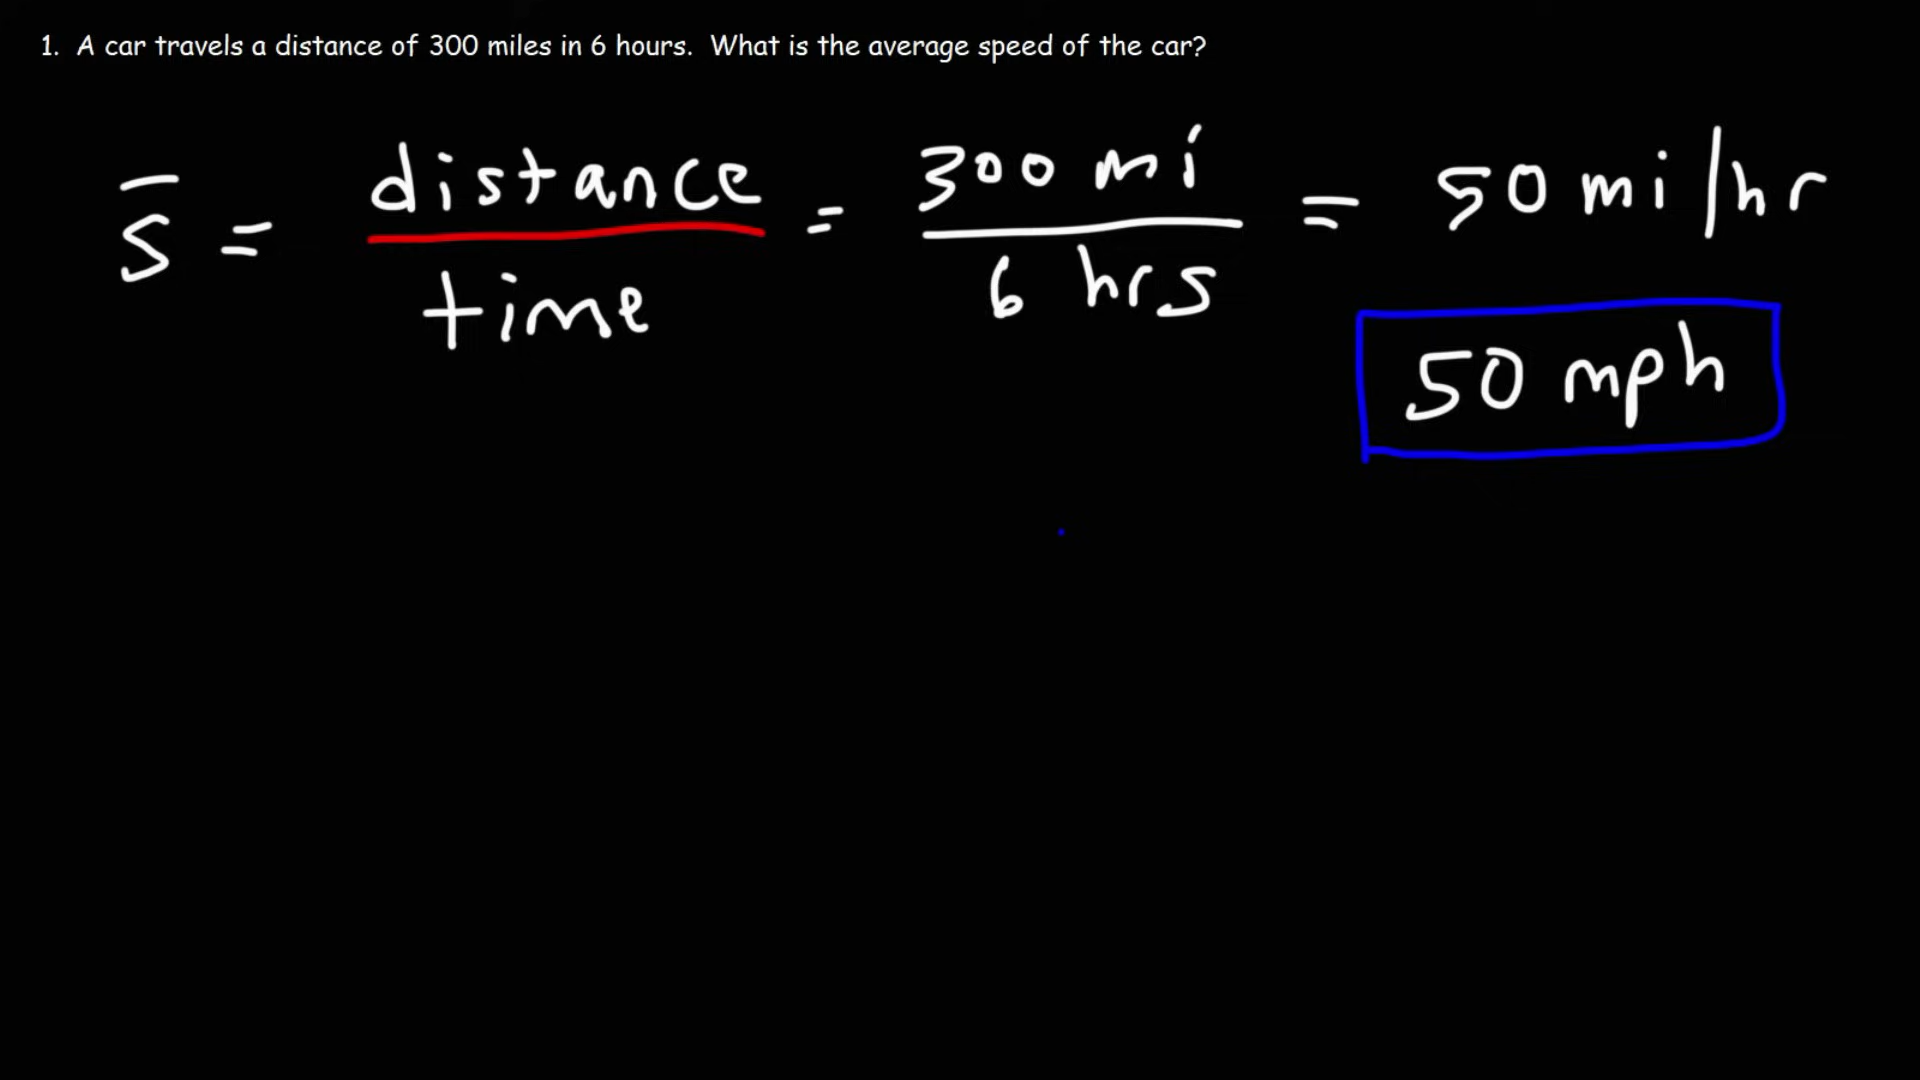 1. A car travels a distance of 300 miles in 6 hours. What is the average speed of the car?
s̅ = distance / time = 300 mi / 6 hrs = 50 mi/hr
50 mph